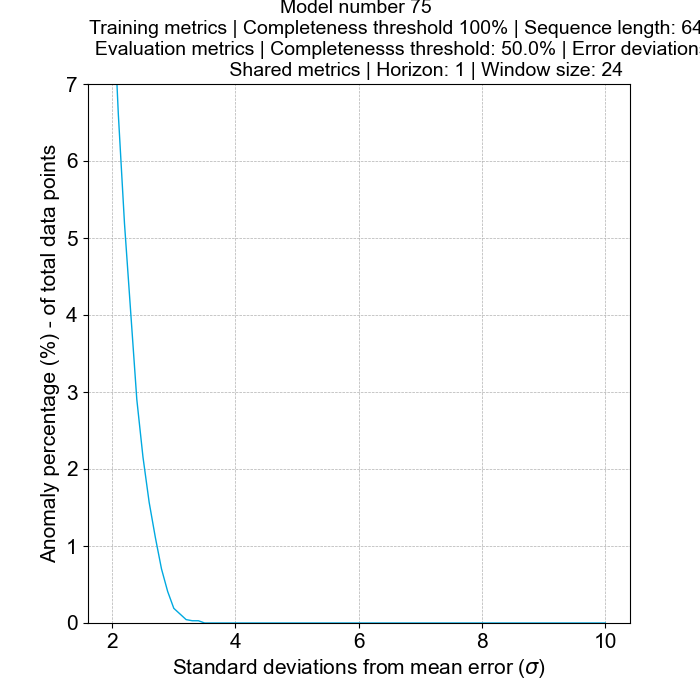 Model number 75
Training metrics | Completeness threshold 100% | Sequence length: 64
Evaluation metrics | Completenesss threshold: 50.0% | Error deviation
Shared metrics | Horizon: 1 | Window size: 24
7
6
5
4
3
2
1
0
Anomaly percentage (%) - of total data points
2 4 6 8 10
Standard deviations from mean error (σ)